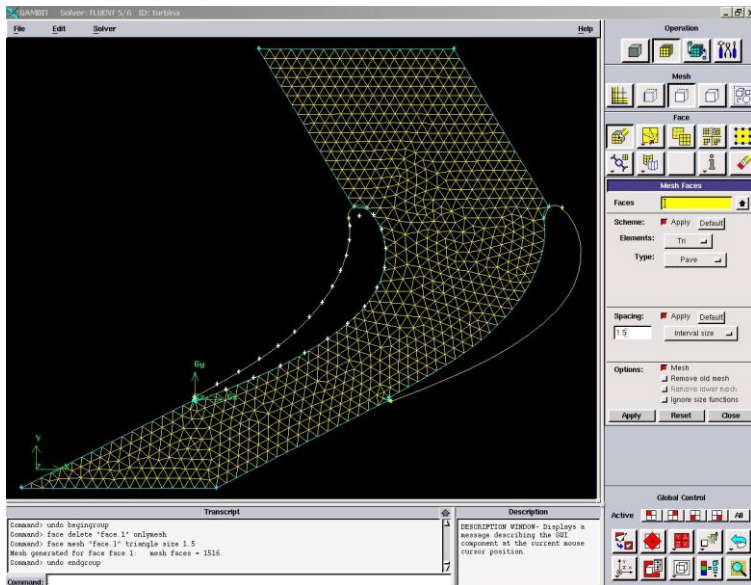 GAMBIT Solver: FLUENT 5/6 ID: turbina
File Edit Solver Help
Operation
Mesh
Face
Mesh Faces
Faces
Scheme: Apply Default
Elements: Tri
Type: Pave
Spacing: Apply Default
1.5 Interval size
Options: Mesh
Remove old mesh
Remove lower mesh
Ignore size functions
Apply Reset Close
Gy
Y
Transcript
Command> undo begingroup
Command> face delete "face.1" onlymesh
Command> face mesh "face.1" triangle size 1.5
Mesh generated for face face.1: mesh faces = 1516.
Command> undo endgroup
Command:
Description
DESCRIPTION WINDOW- Displays a
message describing the GUI
component at the current mouse
cursor position.
Global Control
Active All